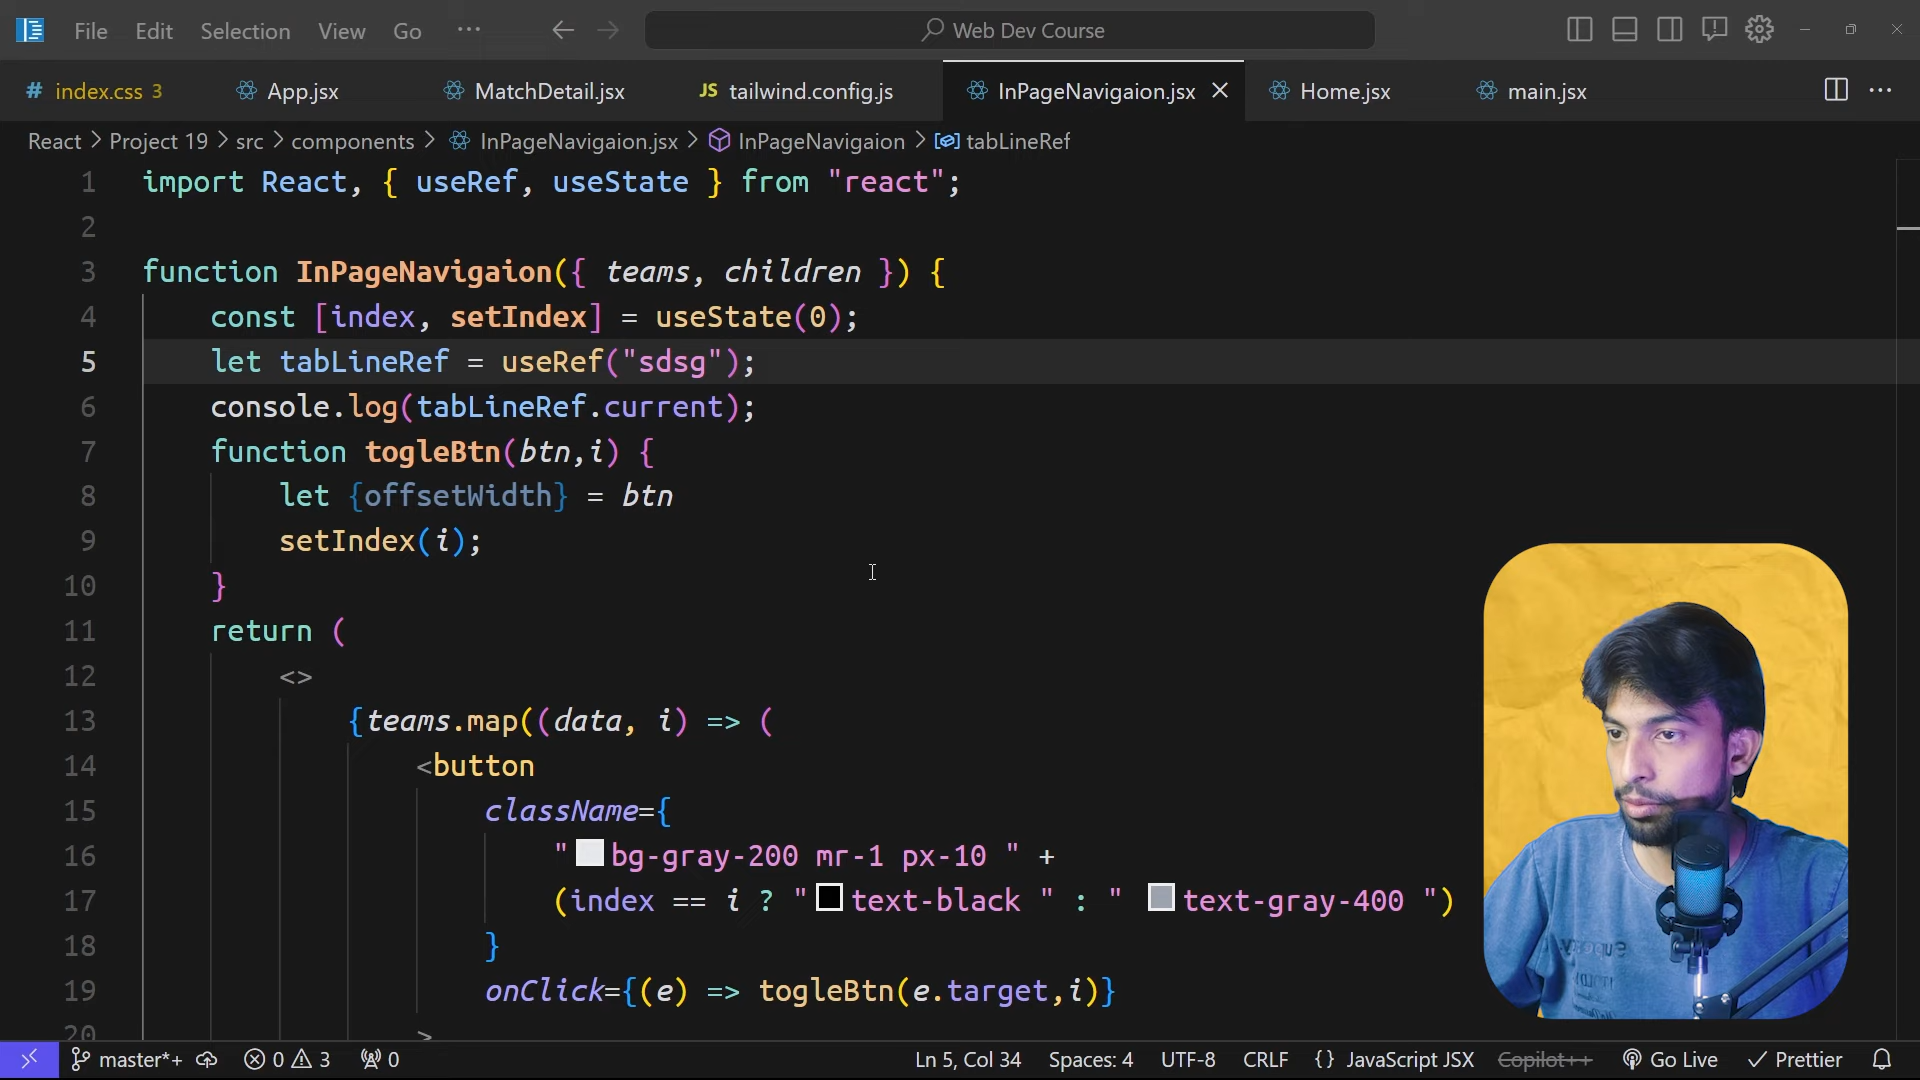 File Edit Selection View Go ··· Web Dev Course
# index.css 3 App.jsx MatchDetail.jsx JS tailwind.config.js InPageNavigaion.jsx Home.jsx main.jsx
React > Project 19 > src > components > InPageNavigaion.jsx > InPageNavigaion > tabLineRef
1 import React, { useRef, useState } from "react";
2
3 function InPageNavigaion({ teams, children }) {
4 const [index, setIndex] = useState(0);
5 let tabLineRef = useRef("sdsg");
6 console.log(tabLineRef.current);
7 function togleBtn(btn,i) {
8 let {offsetWidth} = btn
9 setIndex(i);
10 }
11 return (
12 <>
13 {teams.map((data, i) => (
14 <button
15 className={
16 "bg-gray-200 mr-1 px-10 " +
17 (index == i ? "text-black " : " text-gray-400 ")
18 }
19 onClick={(e) => togleBtn(e.target,i)}
20 >
master*+ 0 3 0 Ln 5, Col 34 Spaces: 4 UTF-8 CRLF {} JavaScript JSX Copilot++ Go Live Prettier